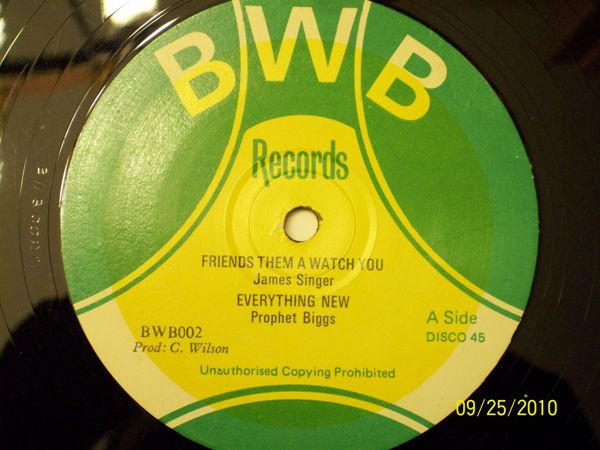 BWB
Records
FRIENDS THEM A WATCH YOU
James Singer
EVERYTHING NEW
Prophet Biggs
A Side
DISCO 45
BWB002
Prod: C. Wilson
Unsuthorised Copying Prohibited
09/25/2010